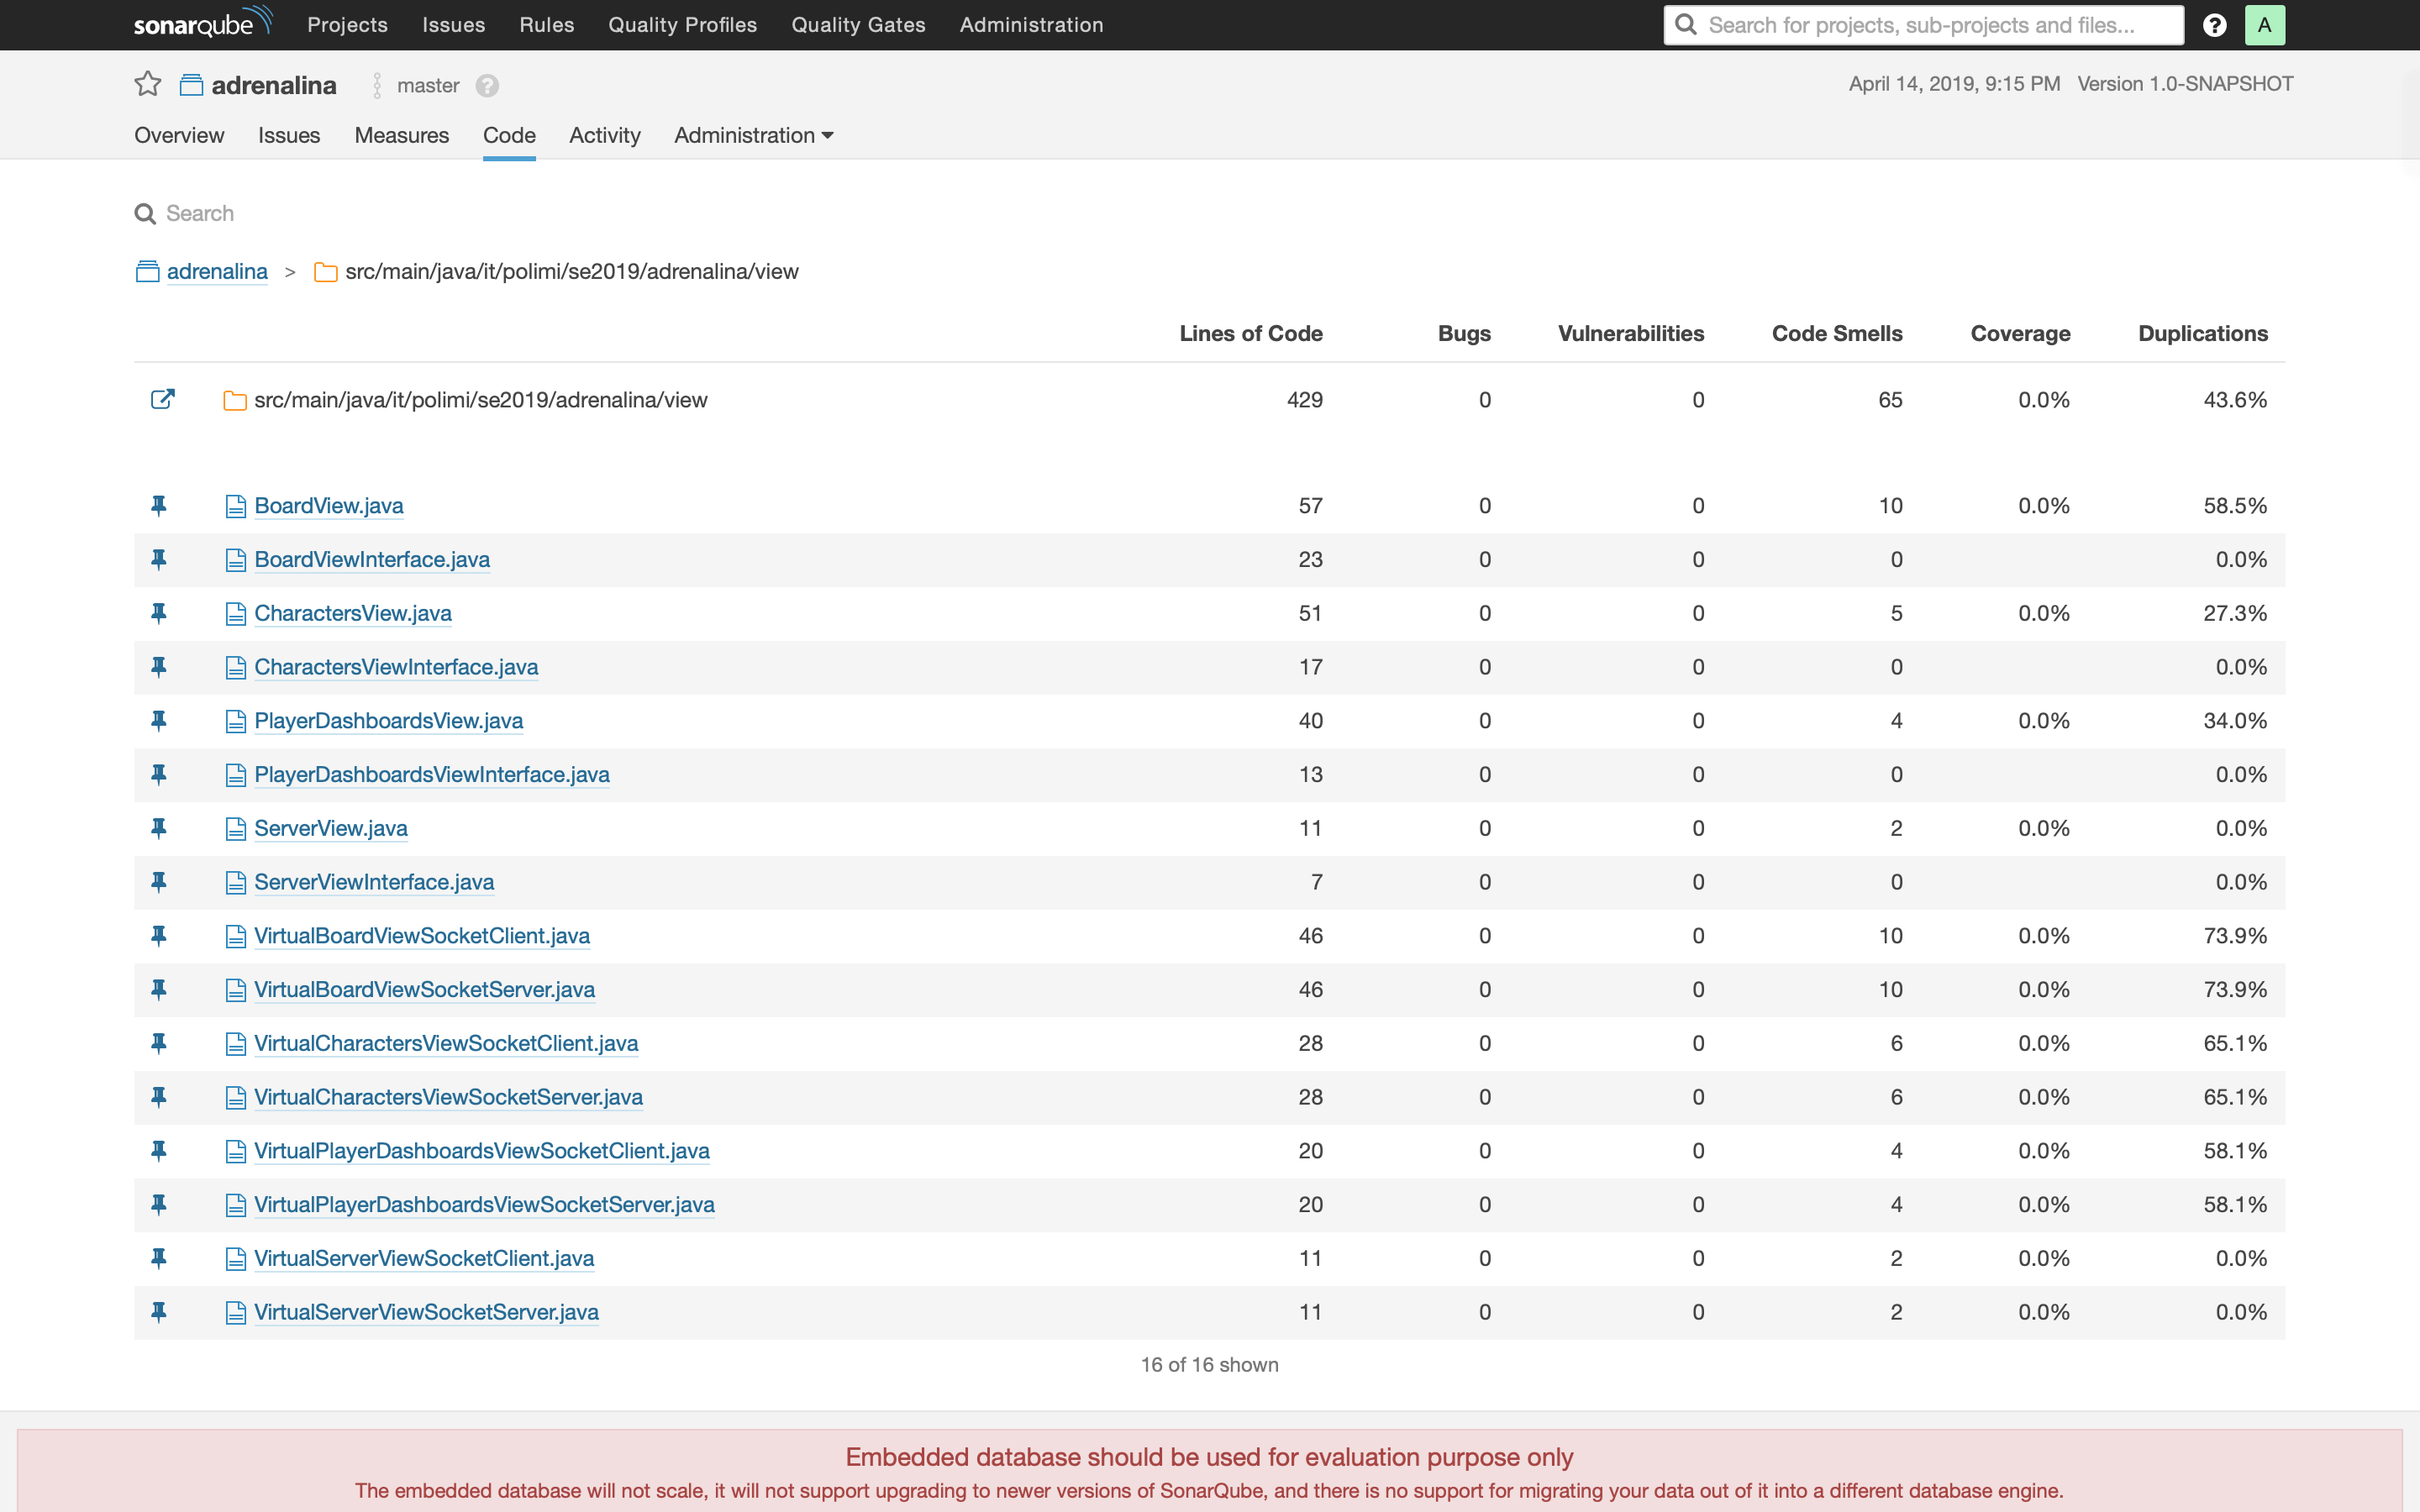 sonarqube Projects Issues Rules Quality Profiles Quality Gates Administration Search for projects, sub-projects and files... ? A
adrenalina master ? April 14, 2019, 9:15 PM Version 1.0-SNAPSHOT
Overview Issues Measures Code Activity Administration
Search
adrenalina > src/main/java/it/polimi/se2019/adrenalina/view
Lines of Code Bugs Vulnerabilities Code Smells Coverage Duplications
src/main/java/it/polimi/se2019/adrenalina/view 429 0 0 65 0.0% 43.6%
BoardView.java 57 0 0 10 0.0% 58.5%
BoardViewInterface.java 23 0 0 0 0.0%
CharactersView.java 51 0 0 5 0.0% 27.3%
CharactersViewInterface.java 17 0 0 0 0.0%
PlayerDashboardsView.java 40 0 0 4 0.0% 34.0%
PlayerDashboardsViewInterface.java 13 0 0 0 0.0%
ServerView.java 11 0 0 2 0.0% 0.0%
ServerViewInterface.java 7 0 0 0 0.0%
VirtualBoardViewSocketClient.java 46 0 0 10 0.0% 73.9%
VirtualBoardViewSocketServer.java 46 0 0 10 0.0% 73.9%
VirtualCharactersViewSocketClient.java 28 0 0 6 0.0% 65.1%
VirtualCharactersViewSocketServer.java 28 0 0 6 0.0% 65.1%
VirtualPlayerDashboardsViewSocketClient.java 20 0 0 4 0.0% 58.1%
VirtualPlayerDashboardsViewSocketServer.java 20 0 0 4 0.0% 58.1%
VirtualServerViewSocketClient.java 11 0 0 2 0.0% 0.0%
VirtualServerViewSocketServer.java 11 0 0 2 0.0% 0.0%
16 of 16 shown
Embedded database should be used for evaluation purpose only
The embedded database will not scale, it will not support upgrading to newer versions of SonarQube, and there is no support for migrating your data out of it into a different database engine.